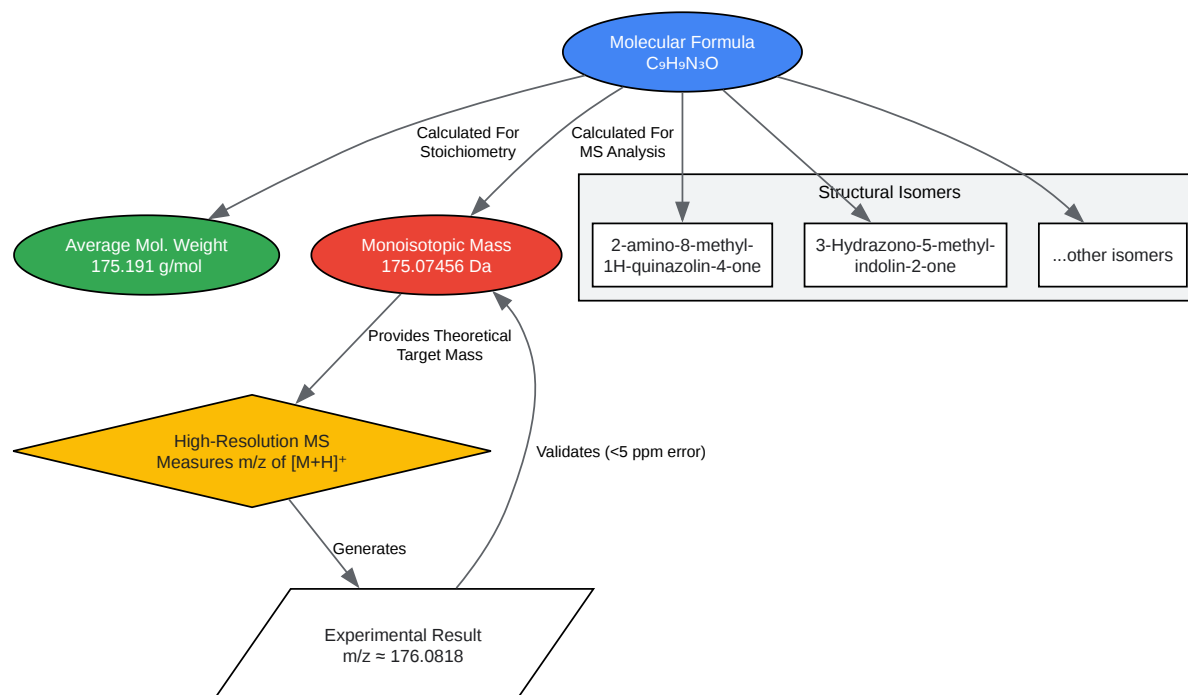 Molecular Formula
C₉H₉N₃O
Calculated For
Stoichiometry
Calculated For
MS Analysis
Structural Isomers
Average Mol. Weight
175.191 g/mol
Monoisotopic Mass
175.07456 Da
2-amino-8-methyl-
1H-quinazolin-4-one
3-Hydrazono-5-methyl-
indolin-2-one
...other isomers
Provides Theoretical
Target Mass
High-Resolution MS
Measures m/z of [M+H]⁺
Validates (<5 ppm error)
Generates
Experimental Result
m/z ≈ 176.0818